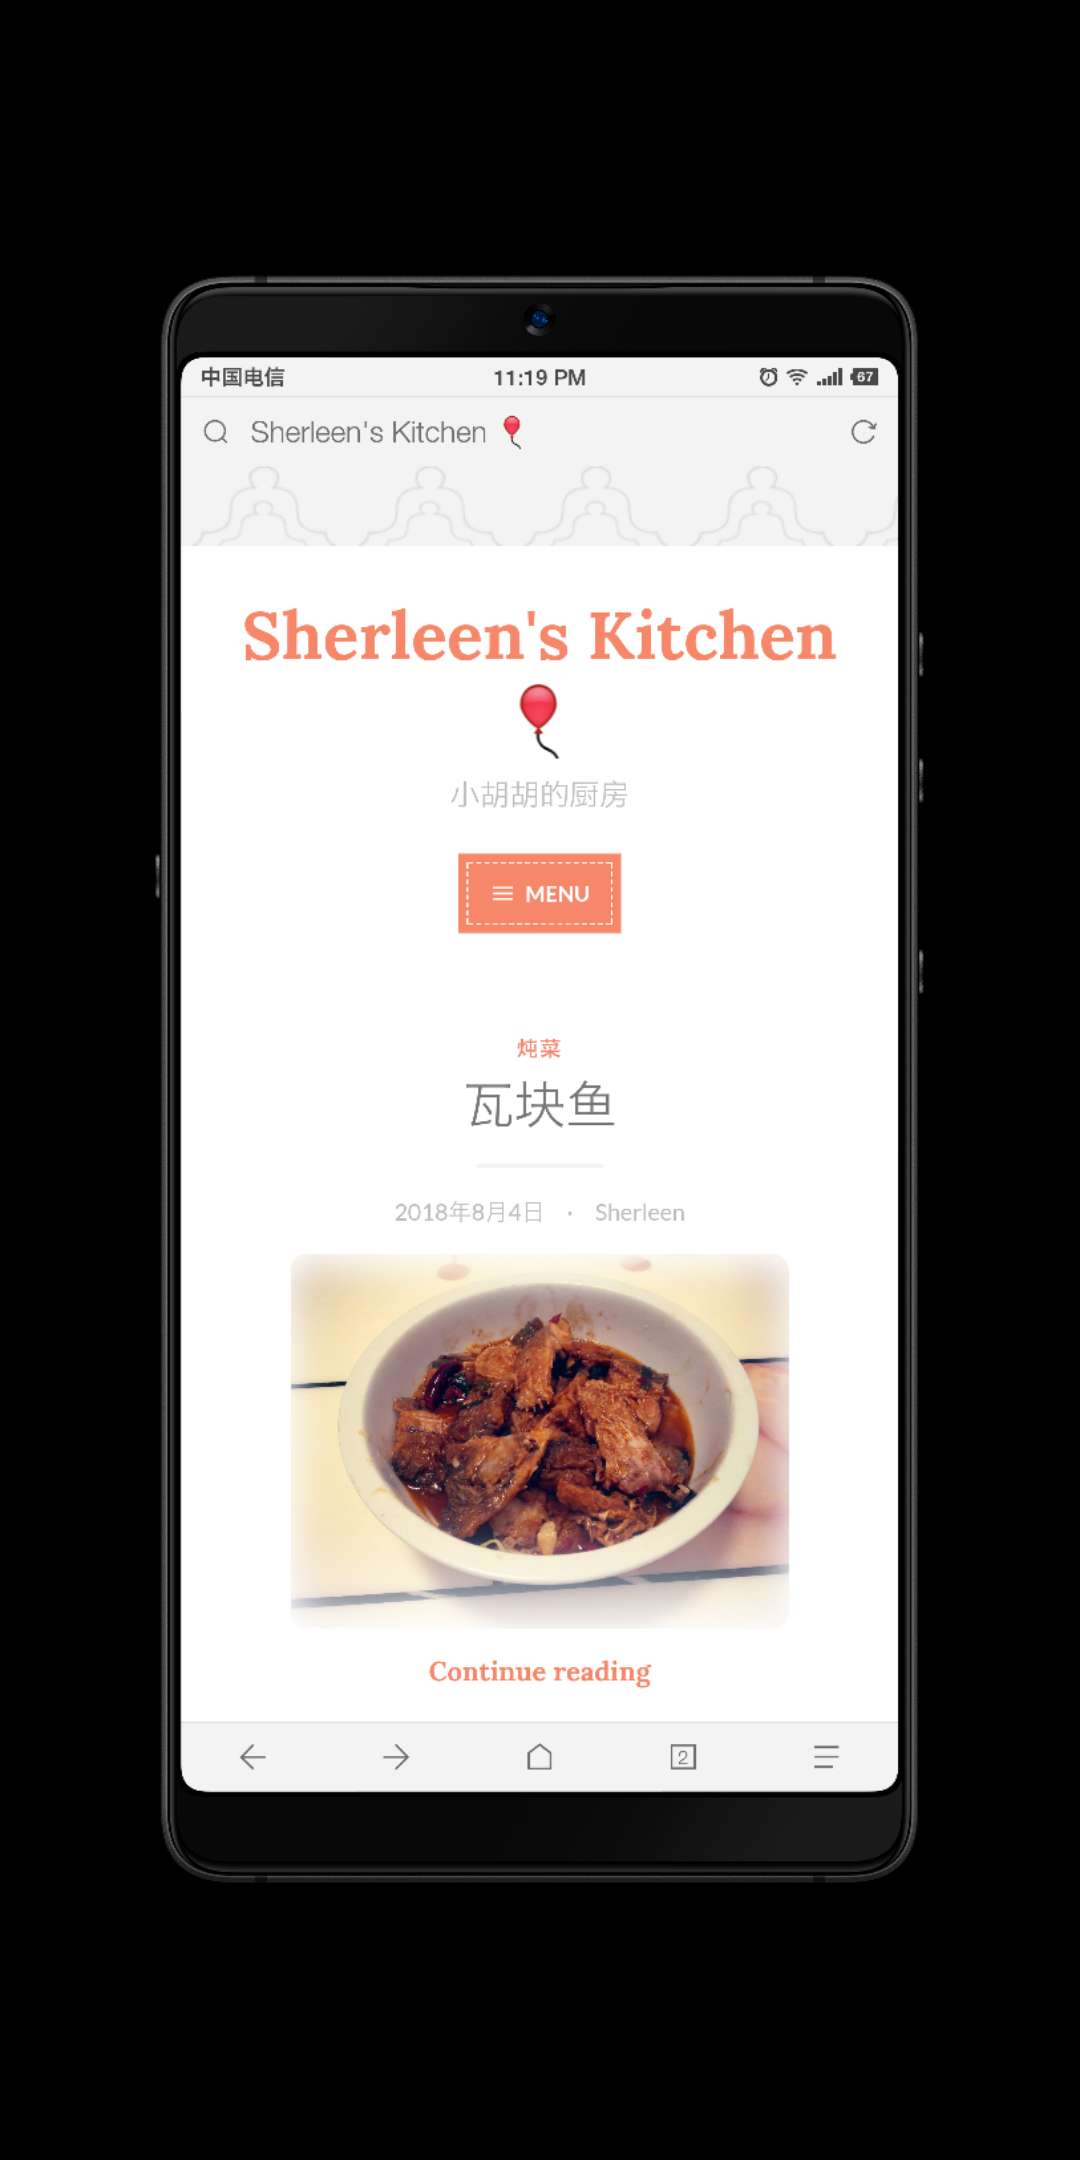 中国电信 11:19 PM 67
Sherleen's Kitchen 🎈
Sherleen's Kitchen
🎈
小胡胡的厨房
MENU
炖菜
瓦块鱼
2018年8月4日 · Sherleen
Continue reading
2